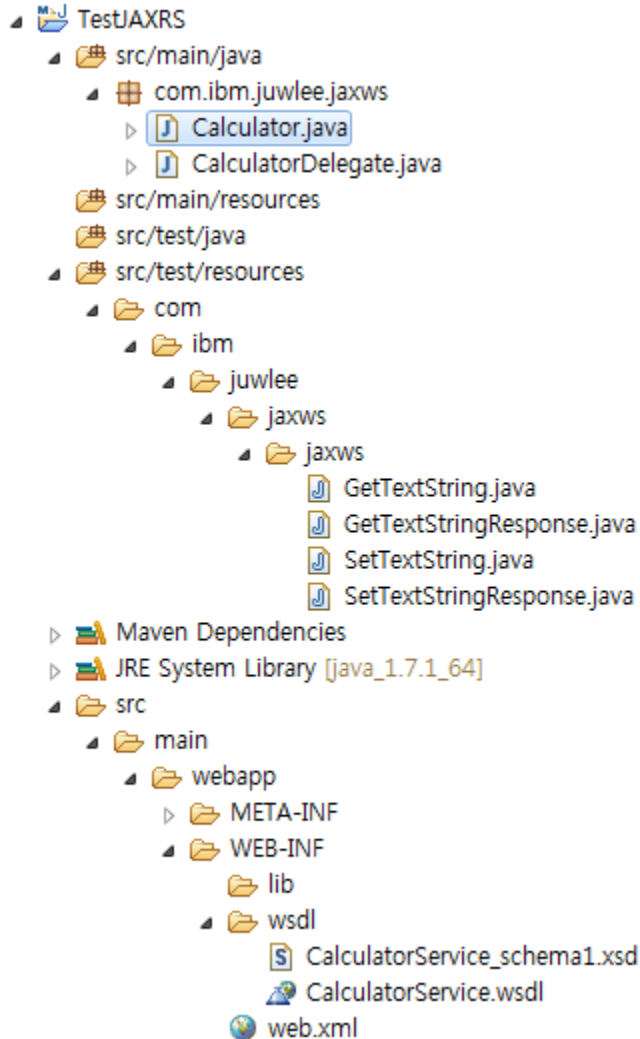 TestJAXRS
src/main/java
com.ibm.juwlee.jaxws
Calculator.java
CalculatorDelegate.java
src/main/resources
src/test/java
src/test/resources
com
ibm
juwlee
jaxws
jaxws
GetTextString.java
GetTextStringResponse.java
SetTextString.java
SetTextStringResponse.java
Maven Dependencies
JRE System Library [java_1.7.1_64]
src
main
webapp
META-INF
WEB-INF
lib
wsdl
CalculatorService_schema1.xsd
CalculatorService.wsdl
web.xml